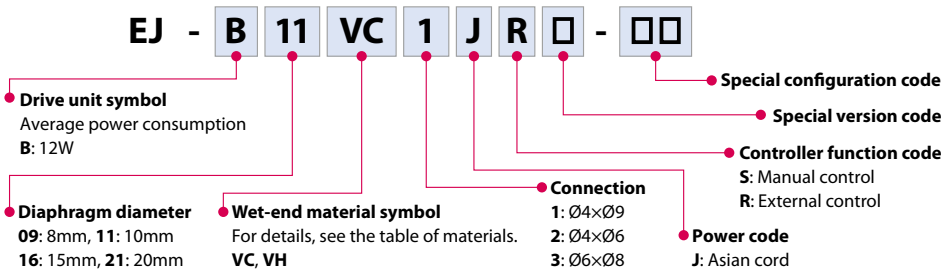 EJ - B 11 VC 1 J R □ - □□
Special configuration code
Special version code
Drive unit symbol
Average power consumption
B: 12W
Controller function code
S: Manual control
R: External control
Diaphragm diameter
09: 8mm, 11: 10mm
16: 15mm, 21: 20mm
Wet-end material symbol
For details, see the table of materials.
VC, VH
Connection
1: Ø4×Ø9
2: Ø4×Ø6
3: Ø6×Ø8
Power code
J: Asian cord